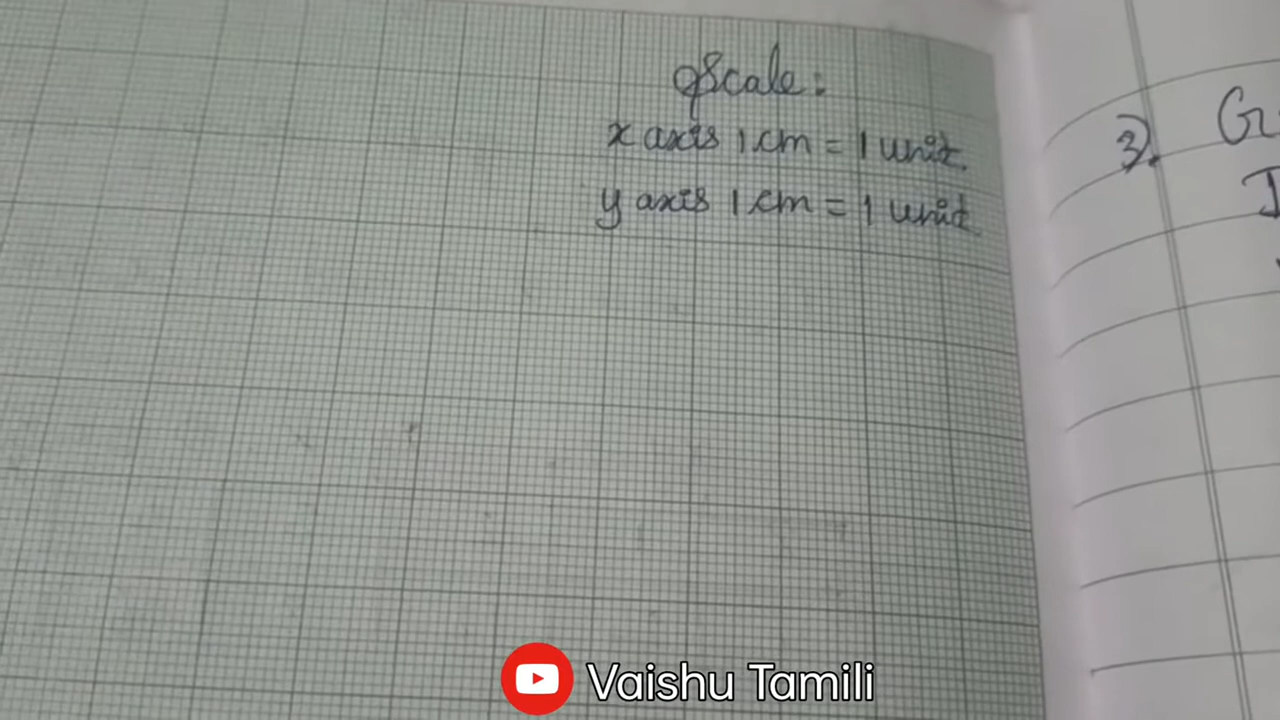 Scale:
x axis 1 cm = 1 unit.
y axis 1 cm = 1 unit
3).
Vaishu Tamili